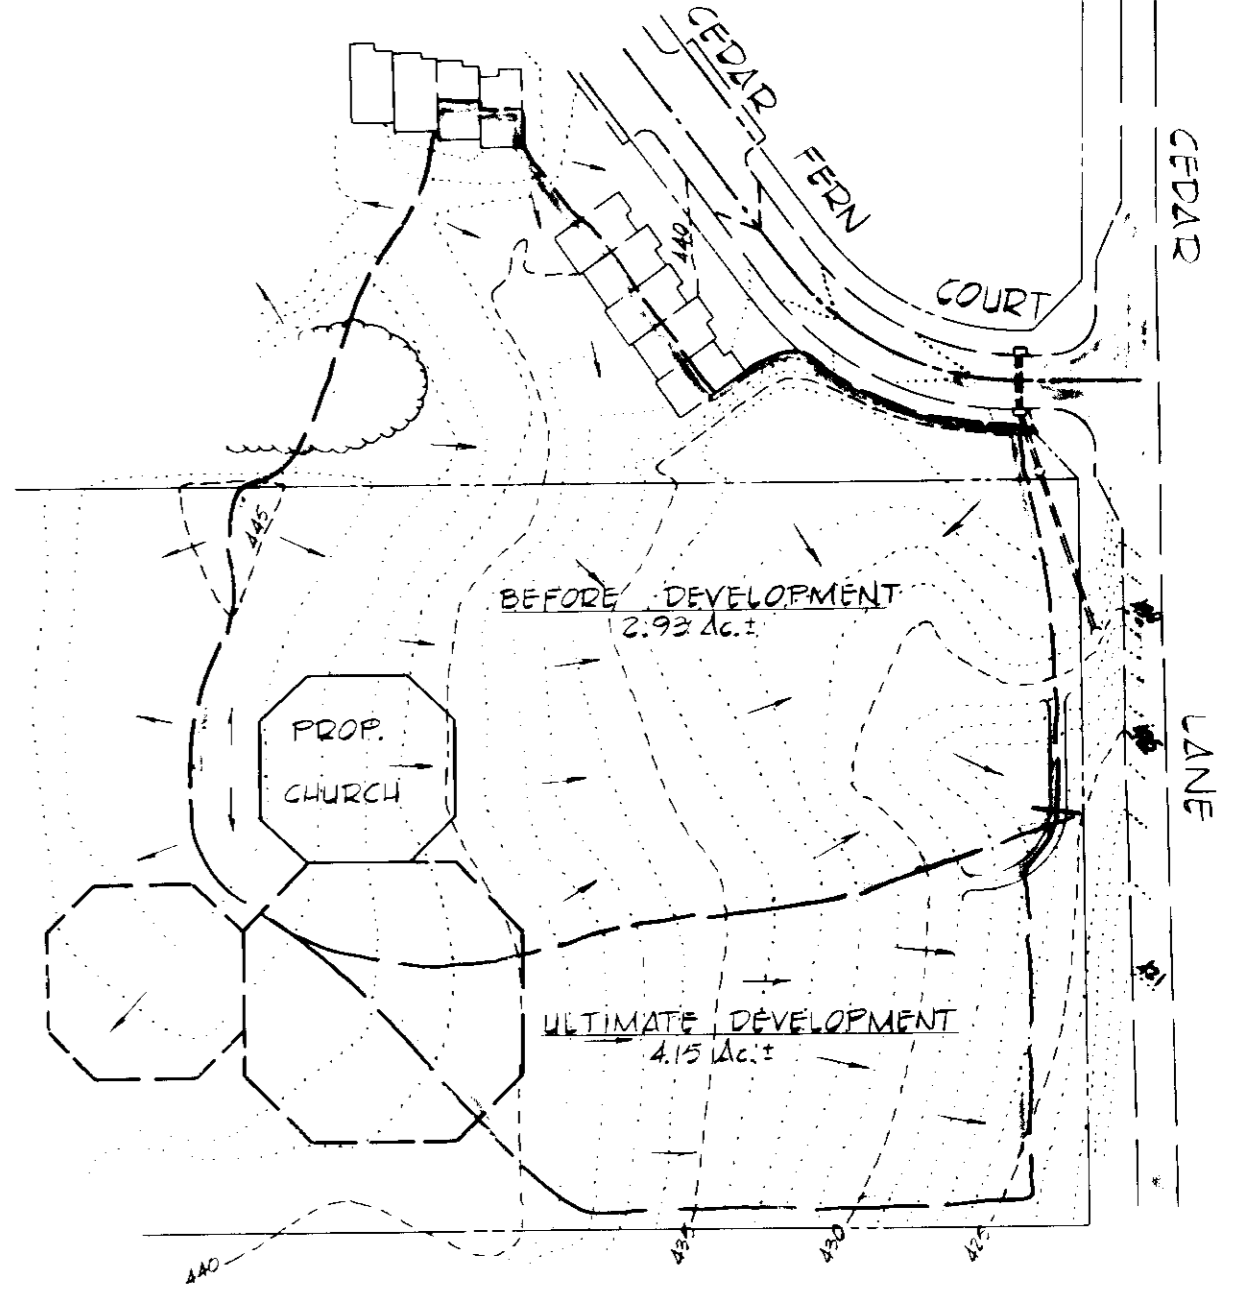 CEDAR
FERN
COURT
CEDAR
LANE
440
445
BEFORE DEVELOPMENT
2.93 Ac.±
PROP.
CHURCH
ULTIMATE DEVELOPMENT
4.15 Ac.±
440
435
430
425